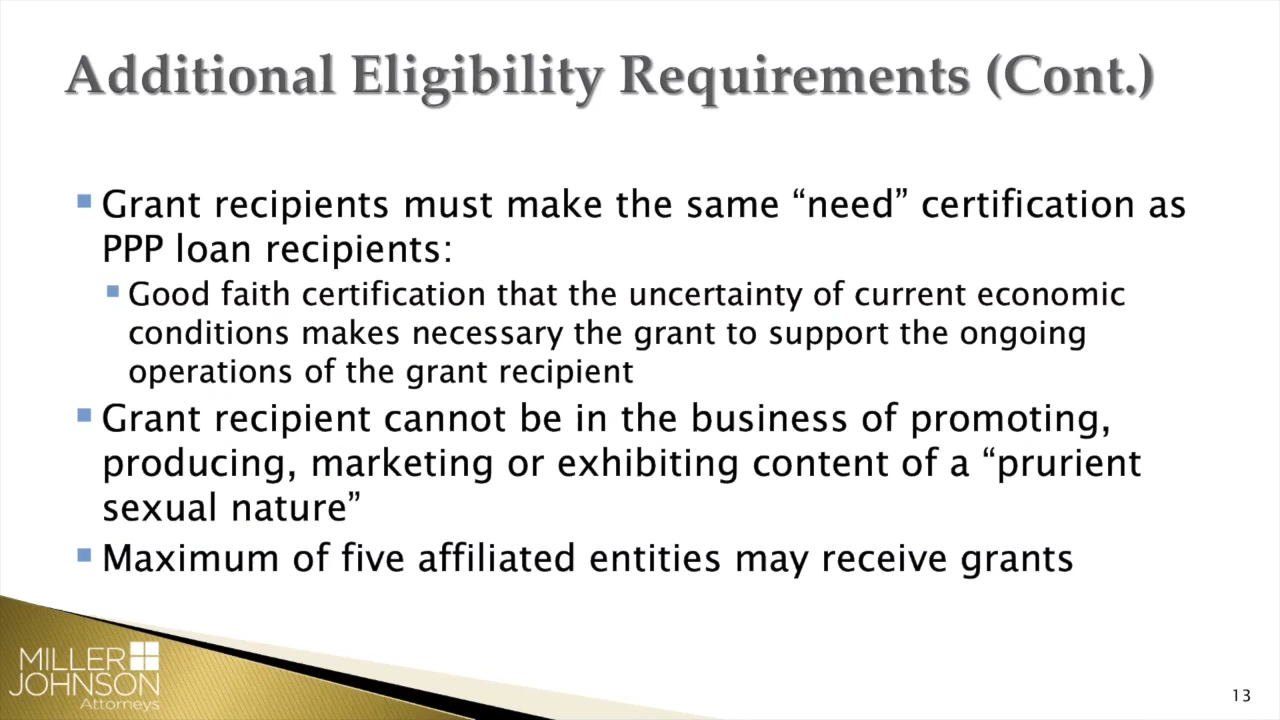 Additional Eligibility Requirements (Cont.)
Grant recipients must make the same “need” certification as
PPP loan recipients:
Good faith certification that the uncertainty of current economic
conditions makes necessary the grant to support the ongoing
operations of the grant recipient
Grant recipient cannot be in the business of promoting,
producing, marketing or exhibiting content of a “prurient
sexual nature”
Maximum of five affiliated entities may receive grants
MILLER
JOHNSON
Attorneys
13